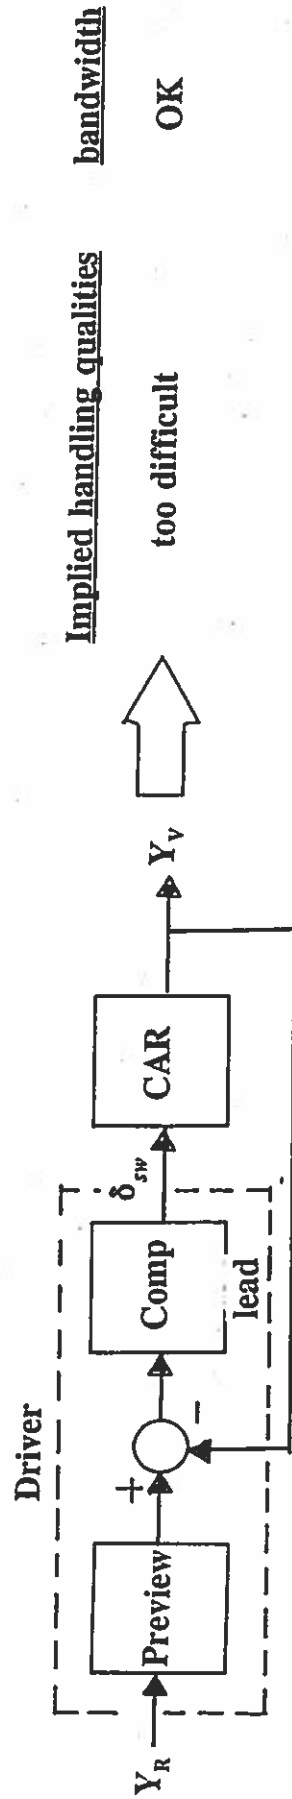 Implied handling qualities bandwidth
Driver
Y_R Preview + − Comp δ_sw CAR Y_V too difficult OK
lead